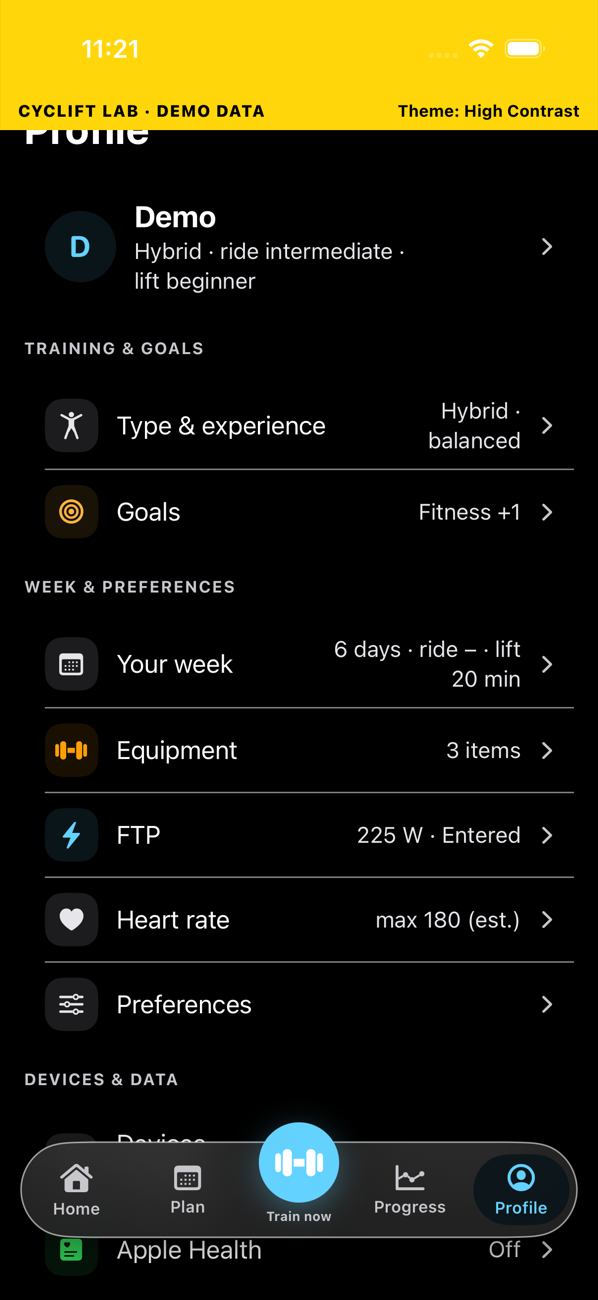 11:21
CYCLIFT LAB · DEMO DATA
Theme: High Contrast
Profile
D
Demo
Hybrid · ride intermediate ·
lift beginner
TRAINING & GOALS
Type & experience
Hybrid ·
balanced
Goals
Fitness +1
WEEK & PREFERENCES
Your week
6 days · ride – · lift
20 min
Equipment
3 items
FTP
225 W · Entered
Heart rate
max 180 (est.)
Preferences
DEVICES & DATA
Devices
Home
Plan
Train now
Progress
Profile
Apple Health
Off